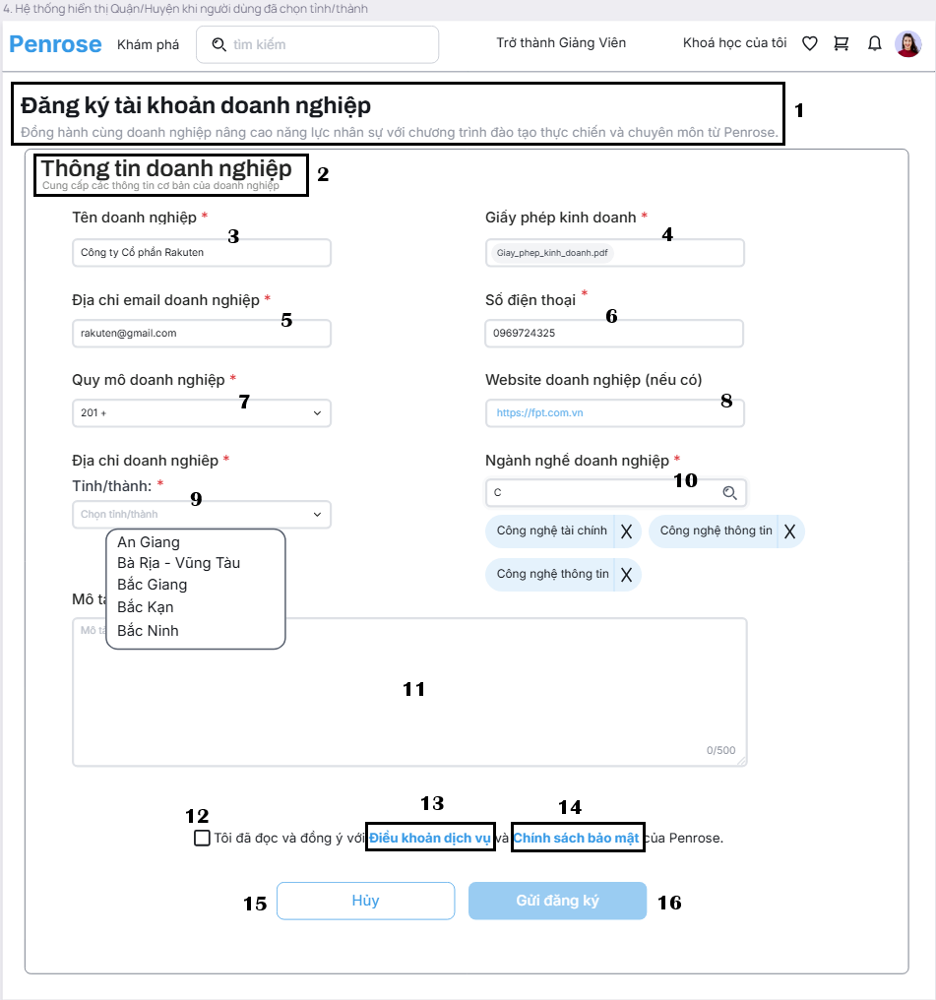 4. Hệ thống hiển thị Quận/Huyện khi người dùng đã chọn tỉnh/thành
Penrose Khám phá tìm kiếm Trở thành Giảng Viên Khoá học của tôi
Đăng ký tài khoản doanh nghiệp
1
Đồng hành cùng doanh nghiệp nâng cao năng lực nhân sự với chương trình đào tạo thực chiến và chuyên môn từ Penrose.
Thông tin doanh nghiệp
2
Cung cấp các thông tin cơ bản của doanh nghiệp
Tên doanh nghiệp * Giấy phép kinh doanh *
3 4
Công ty Cổ phần Rakuten Giay_phep_kinh_doanh.pdf
Địa chỉ email doanh nghiệp * Số điện thoại *
5 6
rakuten@gmail.com 0969724325
Quy mô doanh nghiệp * Website doanh nghiệp (nếu có)
7 8
201 + https://fpt.com.vn
Địa chỉ doanh nghiêp * Ngành nghề doanh nghiệp *
Tỉnh/thành: * 10
9 C
Chọn tỉnh/thành
Công nghệ tài chính X Công nghệ thông tin X
An Giang
Bà Rịa - Vũng Tàu
Công nghệ thông tin X
Bắc Giang
Mô Bắc Kạn
Mô Bắc Ninh
11
0/500
13 14
12
Tôi đã đọc và đồng ý với Điều khoản dịch vụ và Chính sách bảo mật của Penrose.
15 Hủy Gửi đăng ký 16